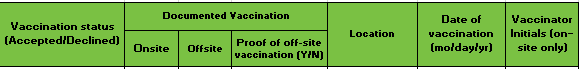 Vaccination status
(Accepted/Declined)
Documented Vaccination
Onsite
Offsite
Proof of off-site
vaccination (Y/N)
Location
Date of
vaccination
(mo/day/yr)
Vaccinator
Initials (on-
site only)